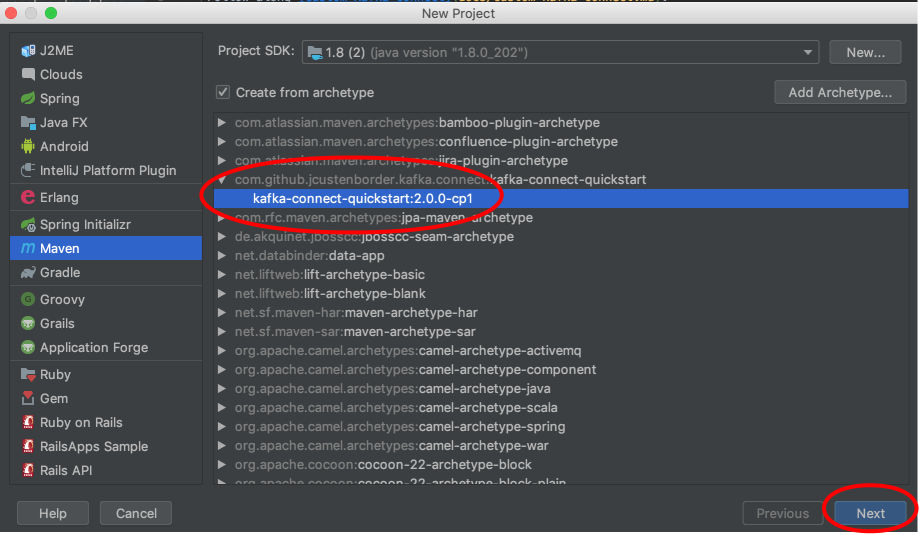 New Project
J2ME
Clouds
Spring
Java FX
Android
IntelliJ Platform Plugin
Erlang
Spring Initializr
Maven
Gradle
Groovy
Grails
Application Forge
Ruby
Gem
Ruby on Rails
RailsApps Sample
Rails API
Project SDK: 1.8 (2) (java version "1.8.0_202") New...
Create from archetype Add Archetype...
com.atlassian.maven.archetypes:bamboo-plugin-archetype
com.atlassian.maven.archetypes:confluence-plugin-archetype
com.atlassian.maven.archetypes:jira-plugin-archetype
com.github.jcustenborder.kafka.connect:kafka-connect-quickstart
kafka-connect-quickstart:2.0.0-cp1
com.rfc.maven.archetypes:jpa-maven-archetype
de.akquinet.jbosscc:jbosscc-seam-archetype
net.databinder:data-app
net.liftweb:lift-archetype-basic
net.liftweb:lift-archetype-blank
net.sf.maven-har:maven-archetype-har
net.sf.maven-sar:maven-archetype-sar
org.apache.camel.archetypes:camel-archetype-activemq
org.apache.camel.archetypes:camel-archetype-component
org.apache.camel.archetypes:camel-archetype-java
org.apache.camel.archetypes:camel-archetype-scala
org.apache.camel.archetypes:camel-archetype-spring
org.apache.camel.archetypes:camel-archetype-war
org.apache.cocoon:cocoon-22-archetype-block
org.apache.cocoon:cocoon-22-archetype-block-plain
Help Cancel Previous Next